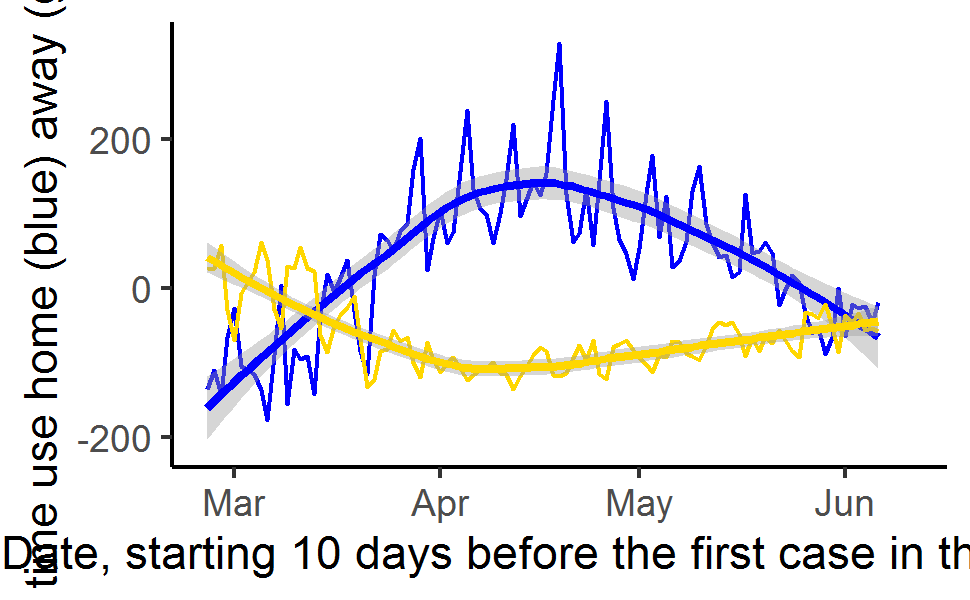 time use home (blue) away (
200
0
-200
Mar Apr May Jun
Date, starting 10 days before the first case in th